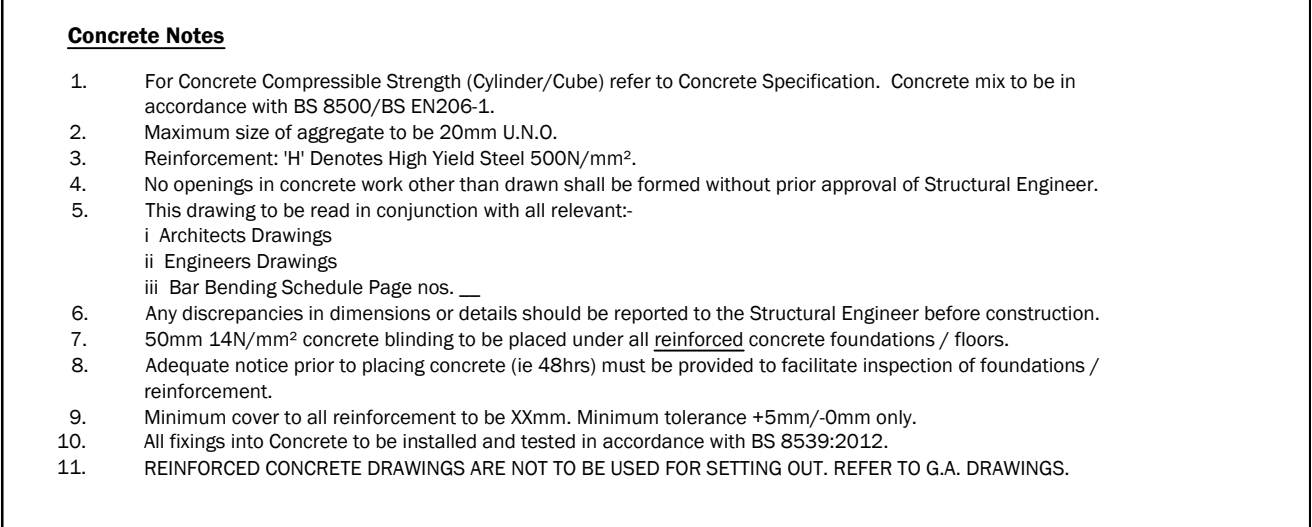 Concrete Notes
1. For Concrete Compressible Strength (Cylinder/Cube) refer to Concrete Specification. Concrete mix to be in
accordance with BS 8500/BS EN206-1.
2. Maximum size of aggregate to be 20mm U.N.O.
3. Reinforcement: 'H' Denotes High Yield Steel 500N/mm².
4. No openings in concrete work other than drawn shall be formed without prior approval of Structural Engineer.
5. This drawing to be read in conjunction with all relevant:-
i Architects Drawings
ii Engineers Drawings
iii Bar Bending Schedule Page nos. __
6. Any discrepancies in dimensions or details should be reported to the Structural Engineer before construction.
7. 50mm 14N/mm² concrete blinding to be placed under all reinforced concrete foundations / floors.
8. Adequate notice prior to placing concrete (ie 48hrs) must be provided to facilitate inspection of foundations /
reinforcement.
9. Minimum cover to all reinforcement to be XXmm. Minimum tolerance +5mm/-0mm only.
10. All fixings into Concrete to be installed and tested in accordance with BS 8539:2012.
11. REINFORCED CONCRETE DRAWINGS ARE NOT TO BE USED FOR SETTING OUT. REFER TO G.A. DRAWINGS.